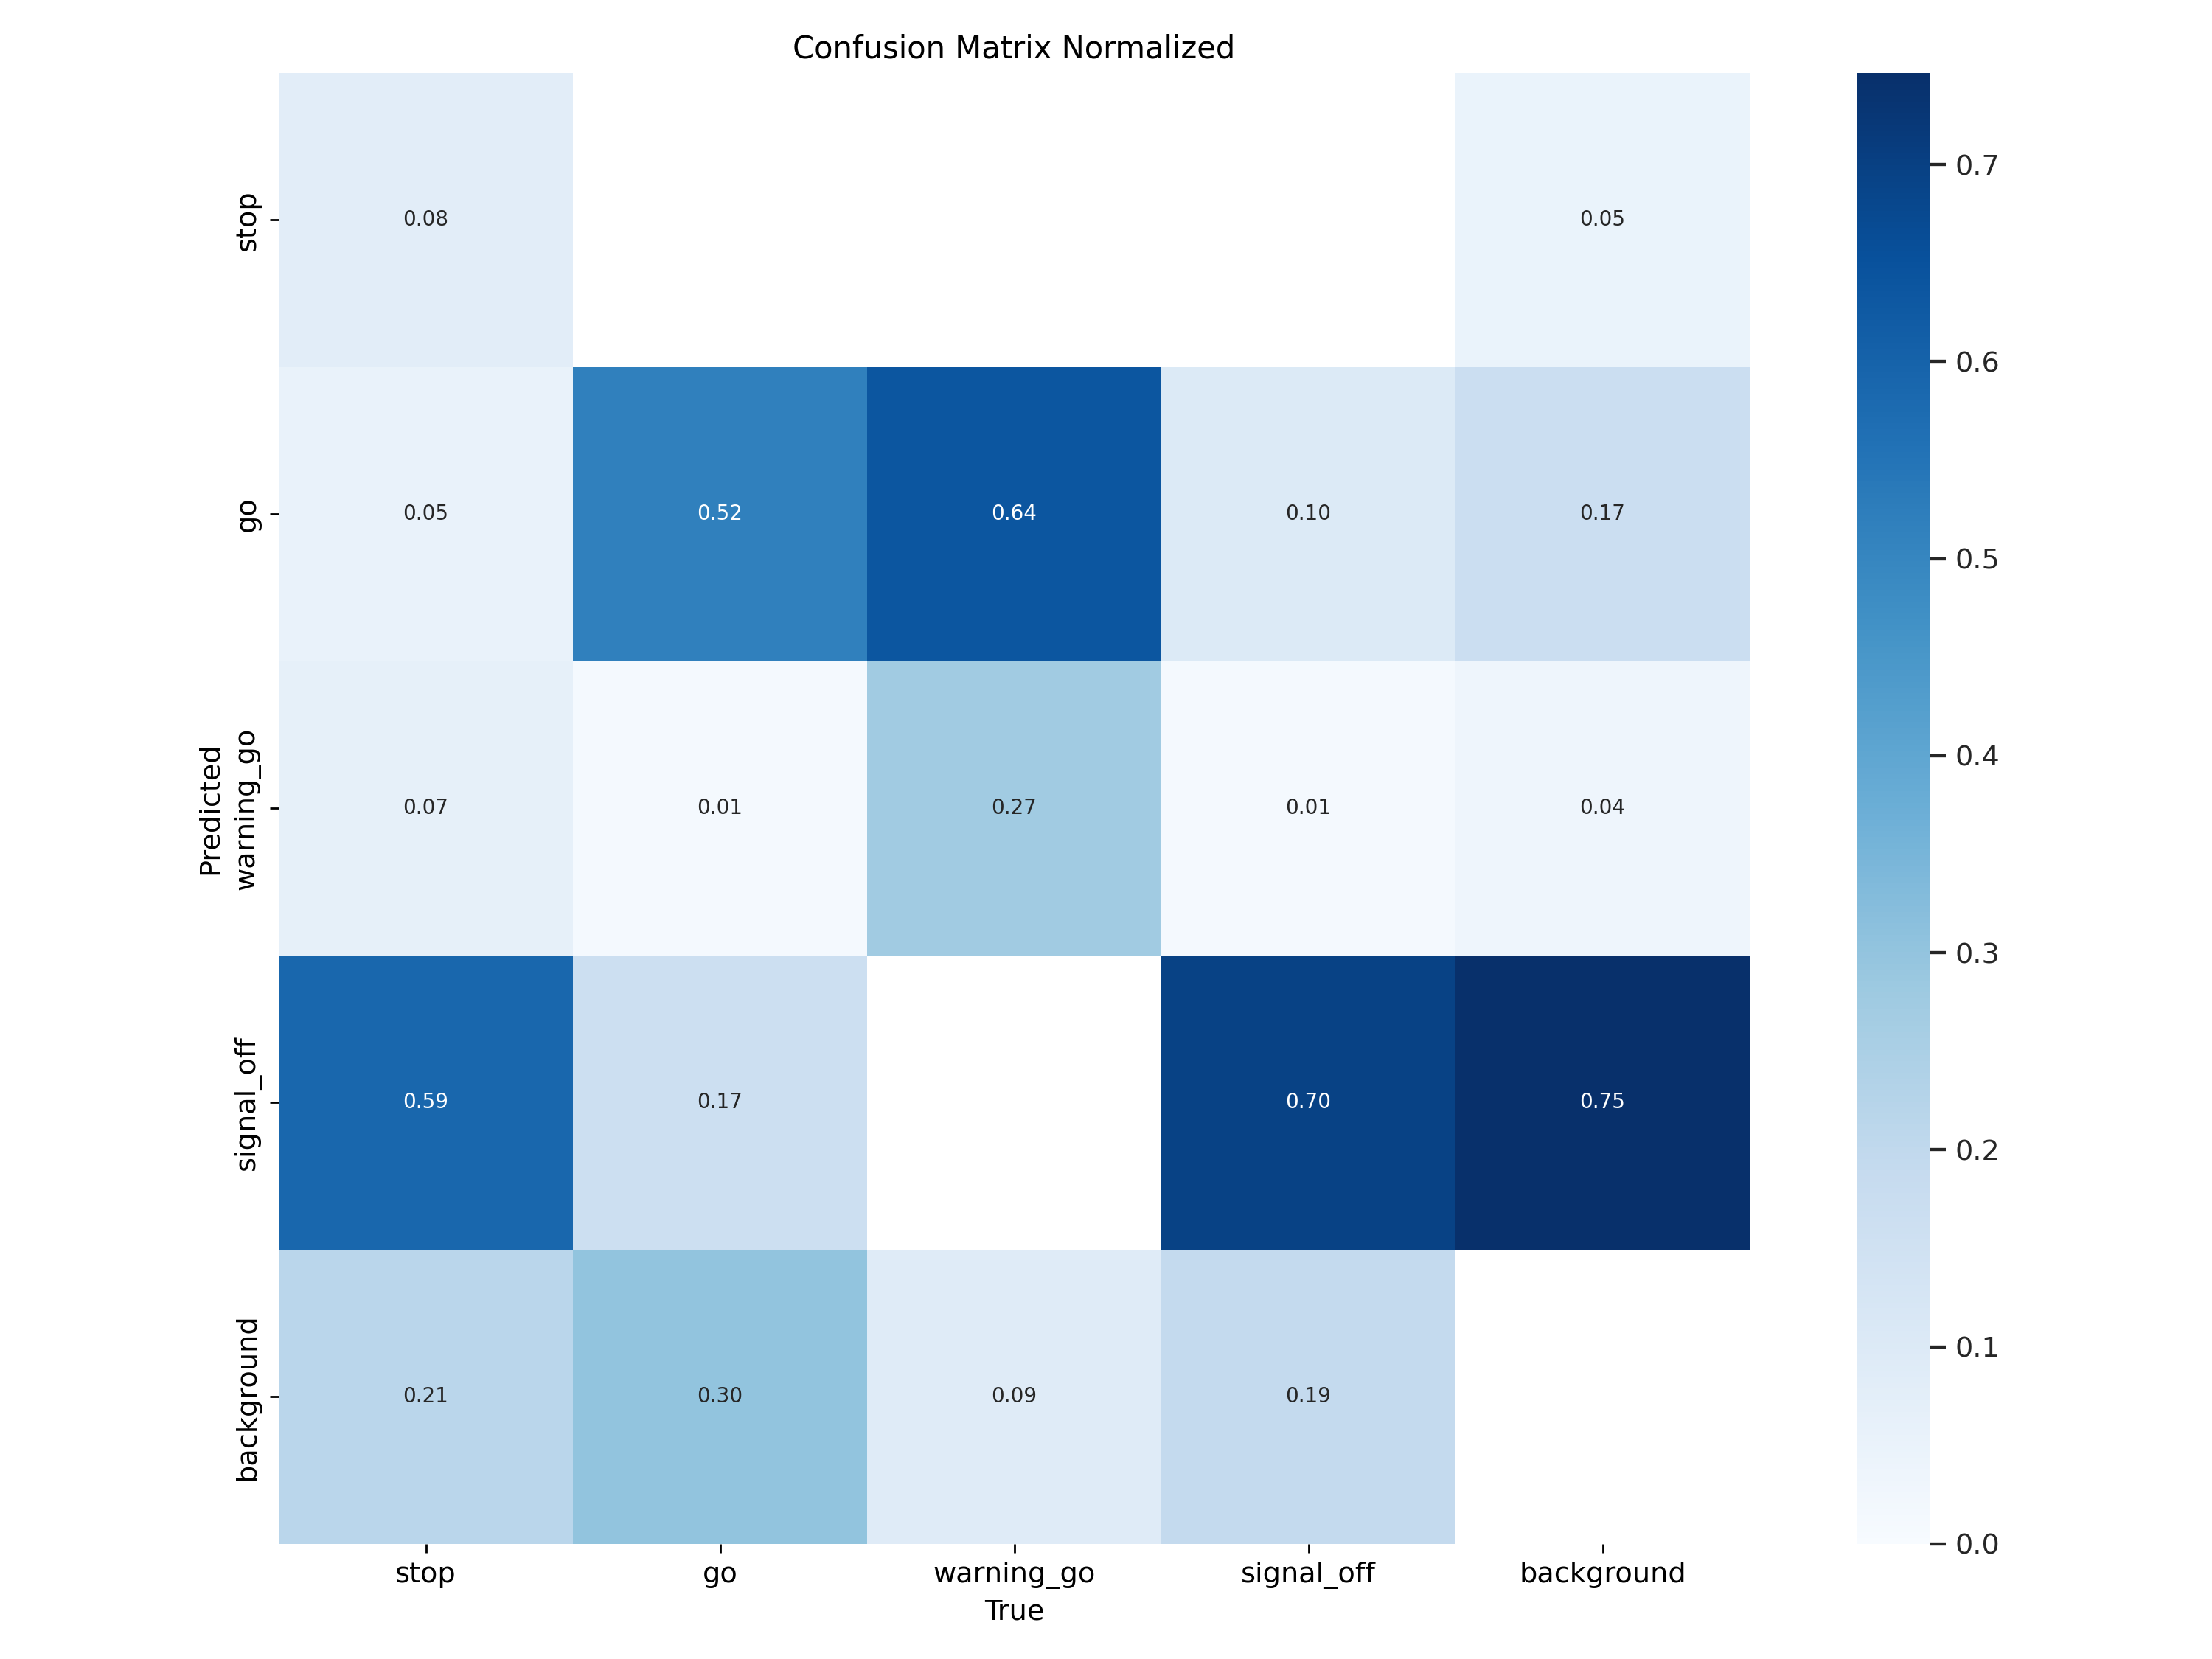 Confusion Matrix Normalized
Predicted
stop
0.08
0.05
go
0.05
0.52
0.64
0.10
0.17
warning_go
0.07
0.01
0.27
0.01
0.04
signal_off
0.59
0.17
0.70
0.75
background
0.21
0.30
0.09
0.19
stop
go
warning_go
signal_off
background
True
0.7
0.6
0.5
0.4
0.3
0.2
0.1
0.0